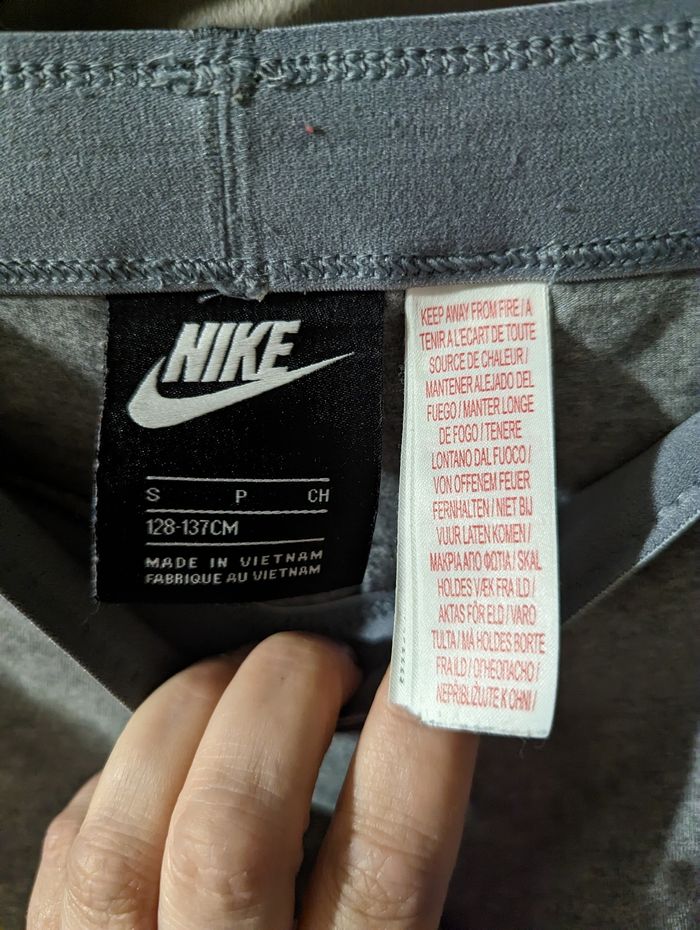 NIKE
S P CH
128-137CM
MADE IN VIETNAM
FABRIQUE AU VIETNAM
KEEP AWAY FROM FIRE / A
TENIR A L'ECART DE TOUTE
SOURCE DE CHALEUR /
MANTENER ALEJADO DEL
FUEGO / MANTER LONGE
DE FOGO / TENERE
LONTANO DAL FUOCO /
VON OFFENEM FEUER
FERNHALTEN / NIET BIJ
VUUR LATEN KOMEN /
ΜΑΚΡΙΑ ΑΠΟ ΦΩΤΙΑ / SKAL
HOLDES VÆK FRA ILD /
AKTAS FÖR ELD / VARO
TULTA / MÅ HOLDES BORTE
FRA ILD / ОГНЕОПАСНО /
NEPŘIBLIŽUJTE K OHNI /